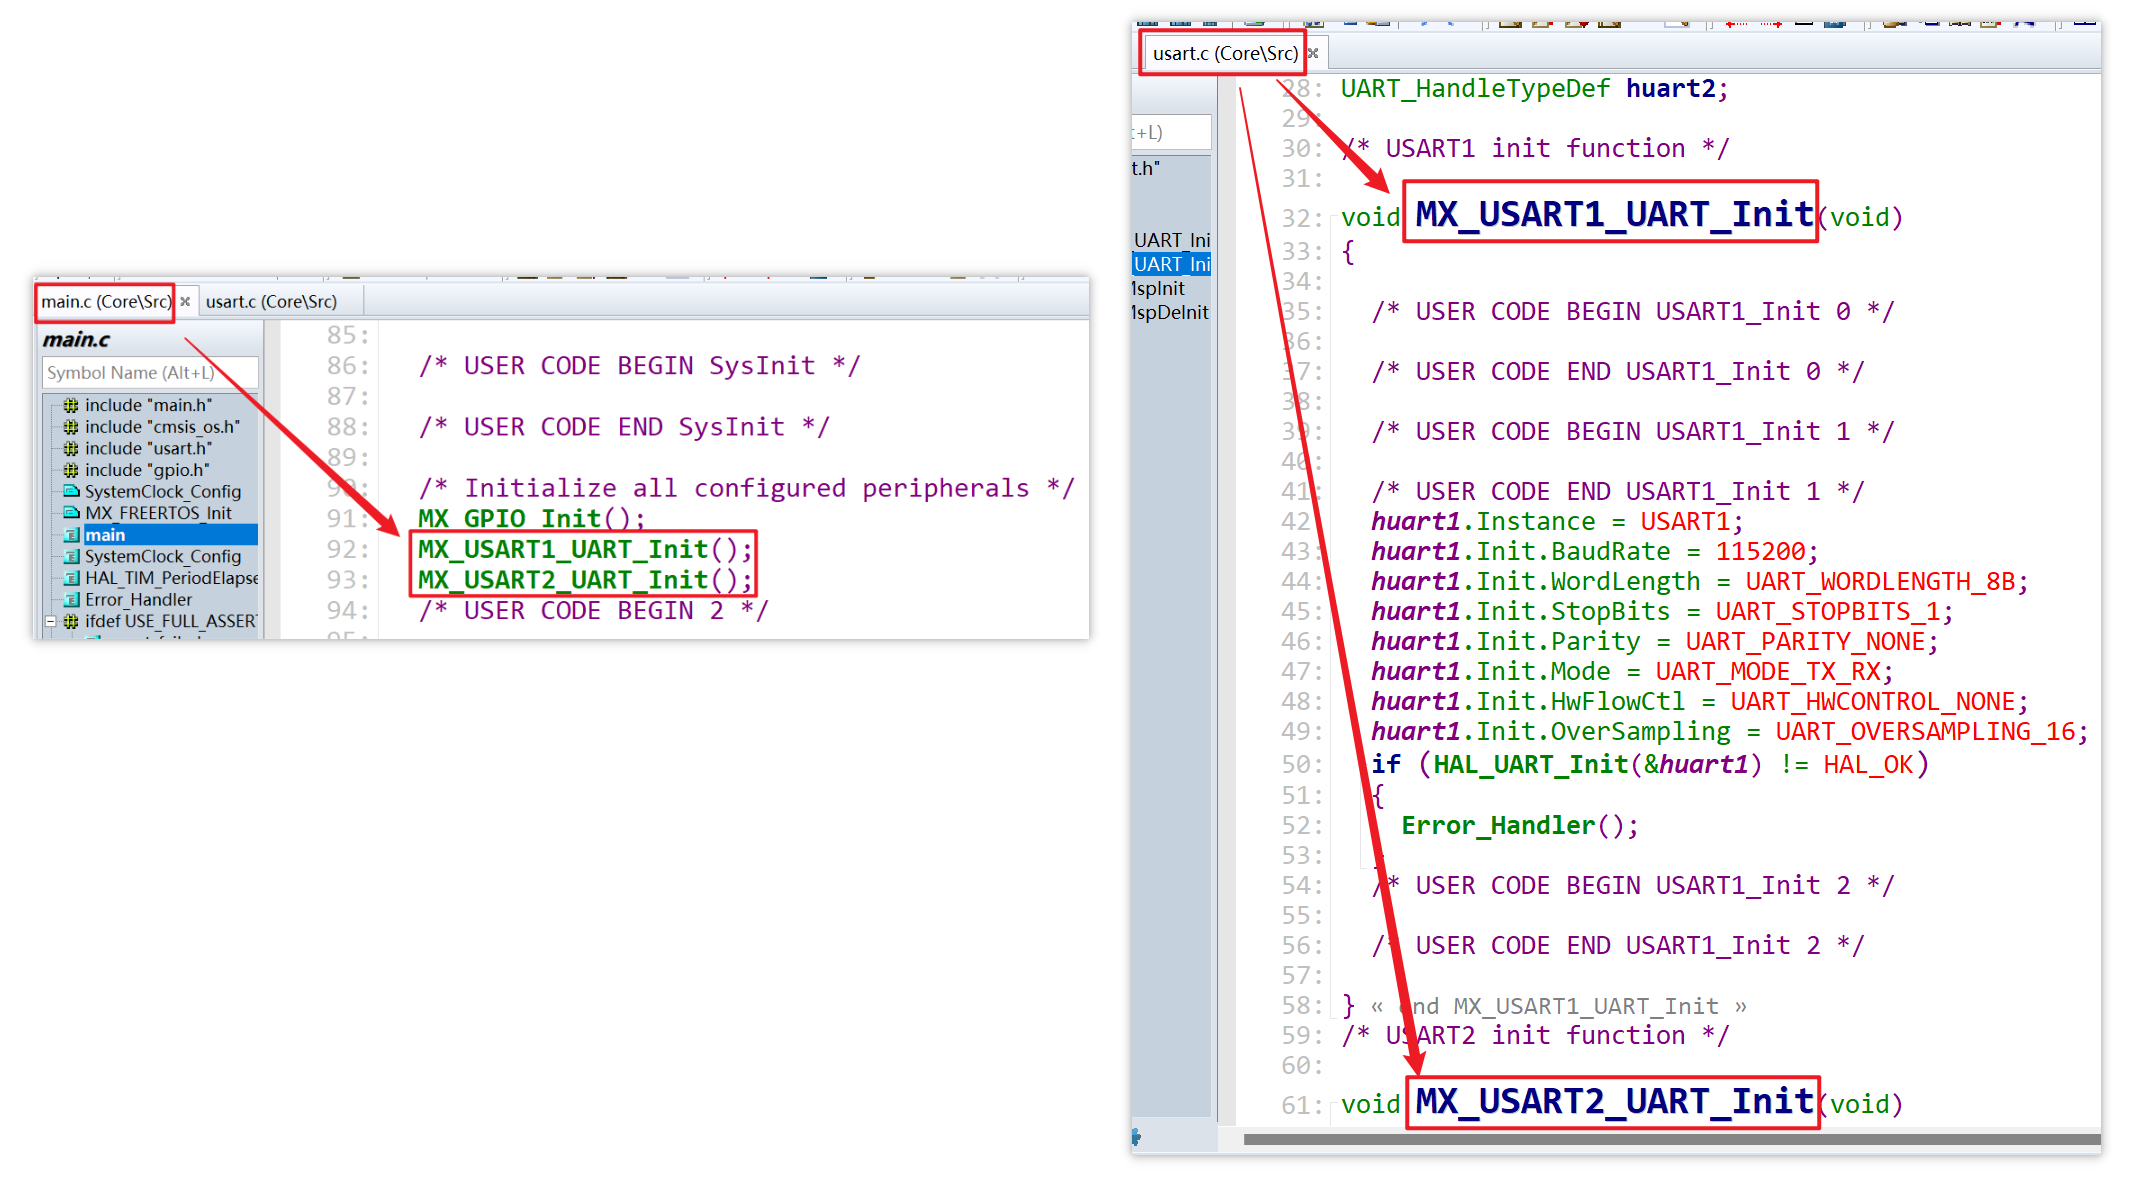 main.c (Core\Src)
usart.c (Core\Src)
main.c
Symbol Name (Alt+L)
include "main.h"
include "cmsis_os.h"
include "usart.h"
include "gpio.h"
SystemClock_Config
MX_FREERTOS_Init
main
SystemClock_Config
HAL_TIM_PeriodElapse
Error_Handler
ifdef USE_FULL_ASSER
85:
86: /* USER CODE BEGIN SysInit */
87:
88: /* USER CODE END SysInit */
89:
90: /* Initialize all configured peripherals */
91: MX_GPIO_Init();
92: MX_USART1_UART_Init();
93: MX_USART2_UART_Init();
94: /* USER CODE BEGIN 2 */
95:
usart.c (Core\Src)
t+L)
t.h"
UART_Ini
UART_Ini
MspInit
MspDeInit
28: UART_HandleTypeDef huart2;
29:
30: /* USART1 init function */
31:
32: void MX_USART1_UART_Init(void)
33: {
34:
35: /* USER CODE BEGIN USART1_Init 0 */
36:
37: /* USER CODE END USART1_Init 0 */
38:
39: /* USER CODE BEGIN USART1_Init 1 */
40:
41: /* USER CODE END USART1_Init 1 */
42: huart1.Instance = USART1;
43: huart1.Init.BaudRate = 115200;
44: huart1.Init.WordLength = UART_WORDLENGTH_8B;
45: huart1.Init.StopBits = UART_STOPBITS_1;
46: huart1.Init.Parity = UART_PARITY_NONE;
47: huart1.Init.Mode = UART_MODE_TX_RX;
48: huart1.Init.HwFlowCtl = UART_HWCONTROL_NONE;
49: huart1.Init.OverSampling = UART_OVERSAMPLING_16;
50: if (HAL_UART_Init(&huart1) != HAL_OK)
51: {
52: Error_Handler();
53:
54: /* USER CODE BEGIN USART1_Init 2 */
55:
56: /* USER CODE END USART1_Init 2 */
57:
58: } « end MX_USART1_UART_Init »
59: /* USART2 init function */
60:
61: void MX_USART2_UART_Init(void)